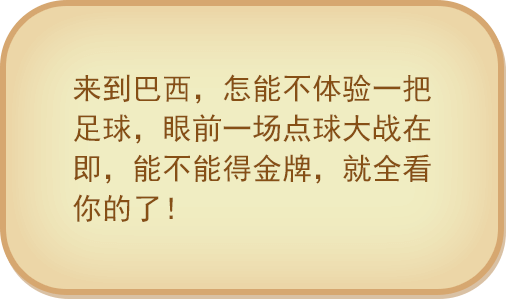 来到巴西，怎能不体验一把
足球，眼前一场点球大战在
即，能不能得金牌，就全看
你的了！